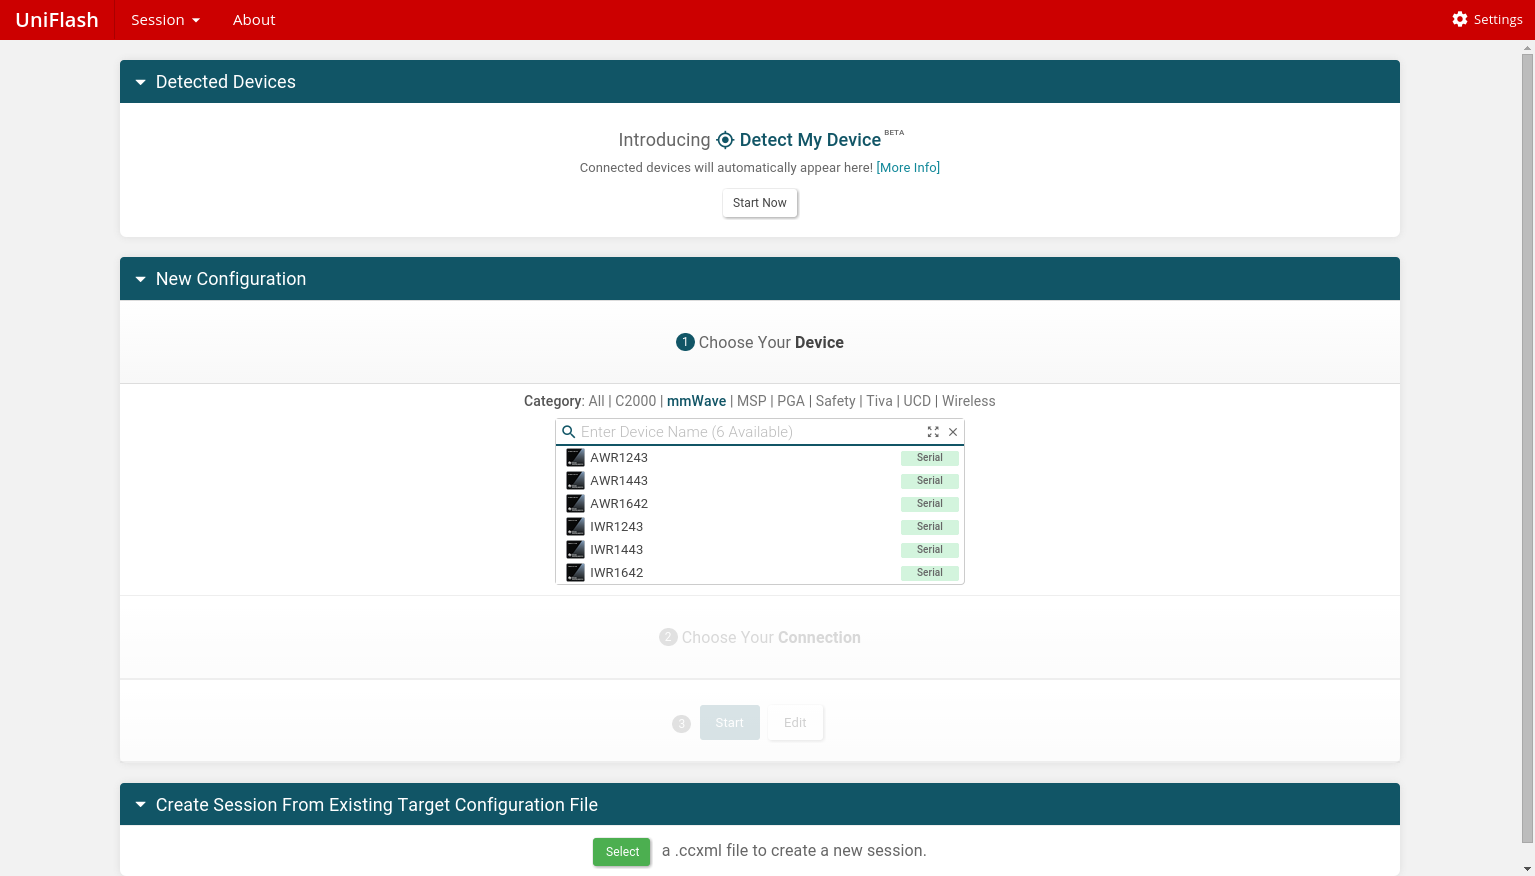 UniFlash Session About Settings
Detected Devices
Introducing Detect My Device BETA
Connected devices will automatically appear here! [More Info]
Start Now
New Configuration
1 Choose Your Device
Category: All | C2000 | mmWave | MSP | PGA | Safety | Tiva | UCD | Wireless
Enter Device Name (6 Available)
AWR1243 Serial
AWR1443 Serial
AWR1642 Serial
IWR1243 Serial
IWR1443 Serial
IWR1642 Serial
2 Choose Your Connection
3 Start Edit
Create Session From Existing Target Configuration File
Select a .ccxml file to create a new session.